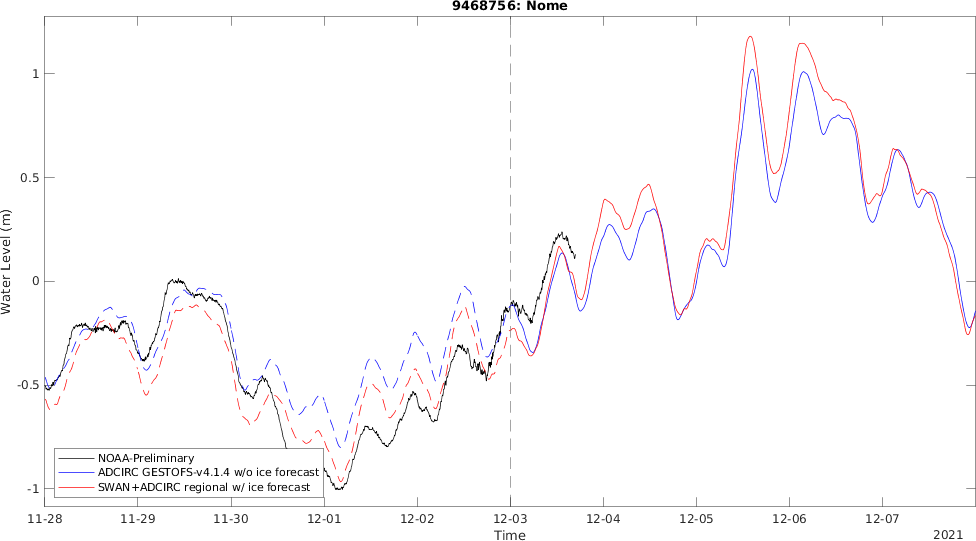 9468756: Nome
Water Level (m)
1
0.5
0
-0.5
-1
NOAA-Preliminary
ADCIRC GESTOFS-v4.1.4 w/o ice forecast
SWAN+ADCIRC regional w/ ice forecast
11-28 11-29 11-30 12-01 12-02 12-03 12-04 12-05 12-06 12-07
Time
2021